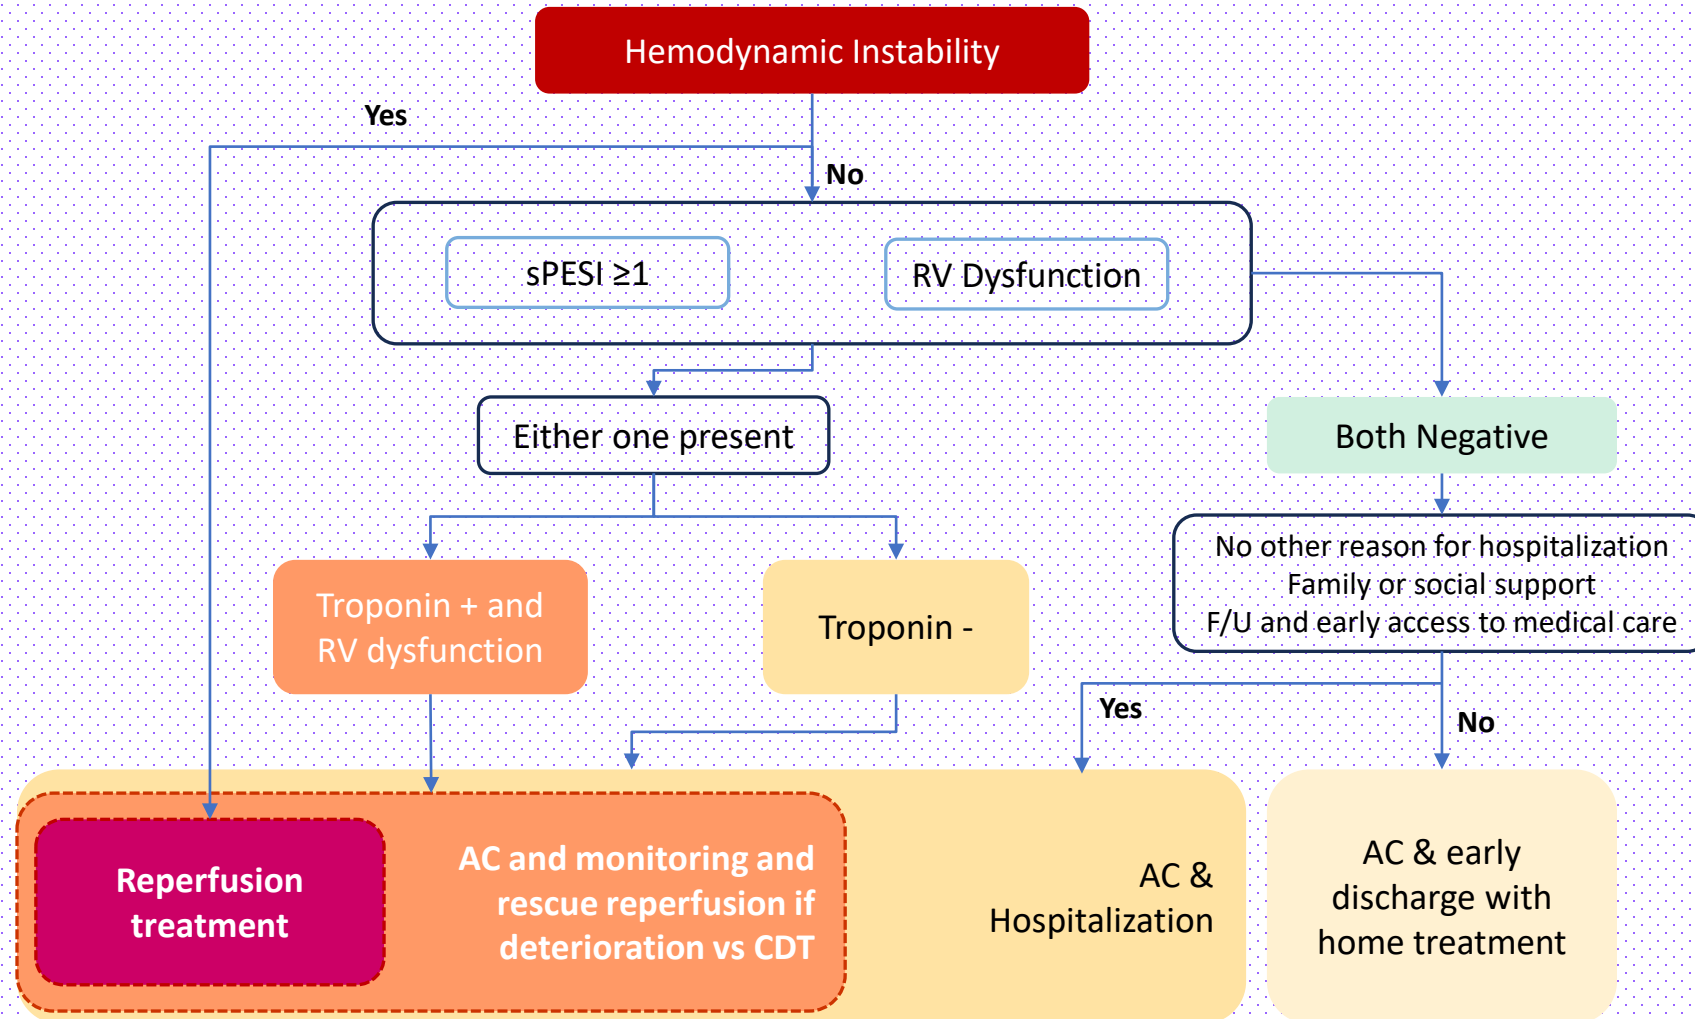 Hemodynamic Instability
Yes
No
sPESI ≥1
RV Dysfunction
Either one present
Both Negative
No other reason for hospitalization
Family or social support
F/U and early access to medical care
Troponin + and
RV dysfunction
Troponin -
Yes
No
Reperfusion
treatment
AC and monitoring and
rescue reperfusion if
deterioration vs CDT
AC &
Hospitalization
AC & early
discharge with
home treatment